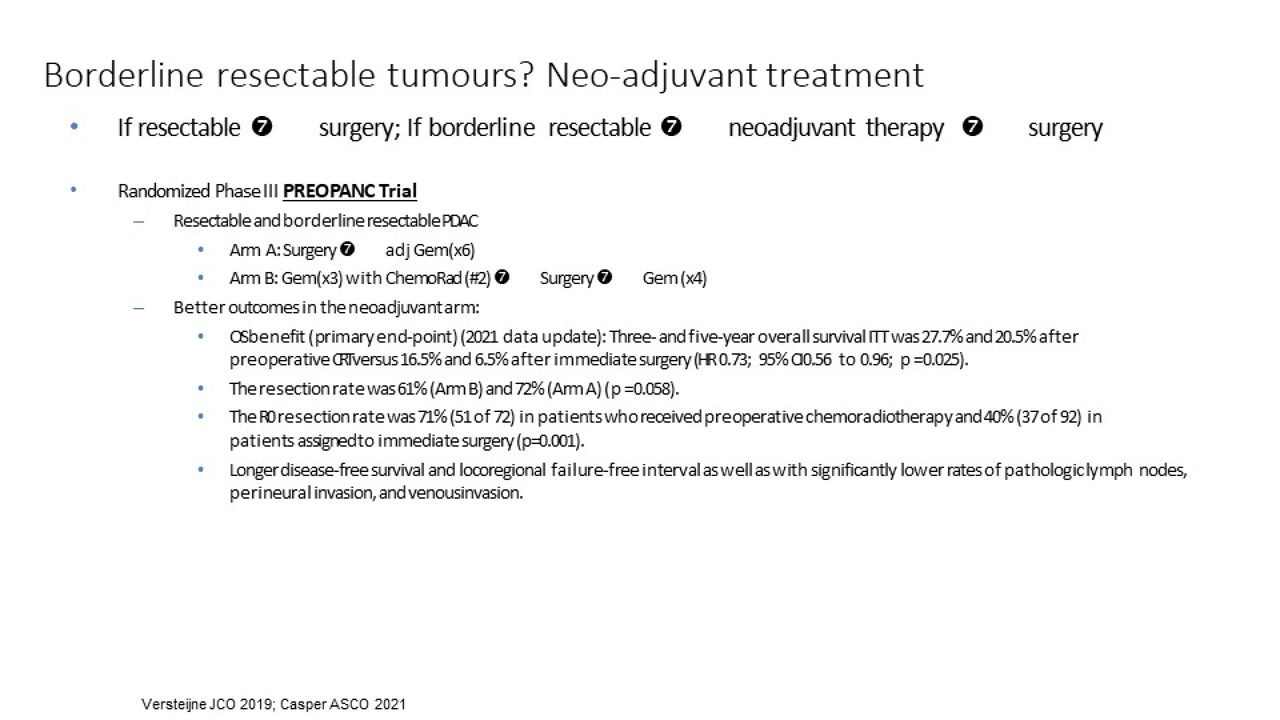 Borderline resectable tumours? Neo-adjuvant treatment
• If resectable ❼ surgery; If borderline resectable ❼ neoadjuvant therapy ❼ surgery
• Randomized Phase III PREOPANC Trial
– Resectable and borderline resectable PDAC
• Arm A: Surgery ❼ adj Gem(x6)
• Arm B: Gem(x3) with ChemoRad (#2) ❼ Surgery ❼ Gem (x4)
– Better outcomes in the neoadjuvant arm:
• OS benefit (primary end-point) (2021 data update): Three- and five-year overall survival ITT was 27.7% and 20.5% after
preoperative CRT versus 16.5% and 6.5% after immediate surgery (HR 0.73; 95% CI 0.56 to 0.96; p =0.025).
• The resection rate was 61% (Arm B) and 72% (Arm A) (p =0.058).
• The R0 resection rate was 71% (51 of 72) in patients who received preoperative chemoradiotherapy and 40% (37 of 92) in
patients assigned to immediate surgery (p=0.001).
• Longer disease-free survival and locoregional failure-free interval as well as with significantly lower rates of pathologic lymph nodes,
perineural invasion, and venous invasion.
Versteijne JCO 2019; Casper ASCO 2021